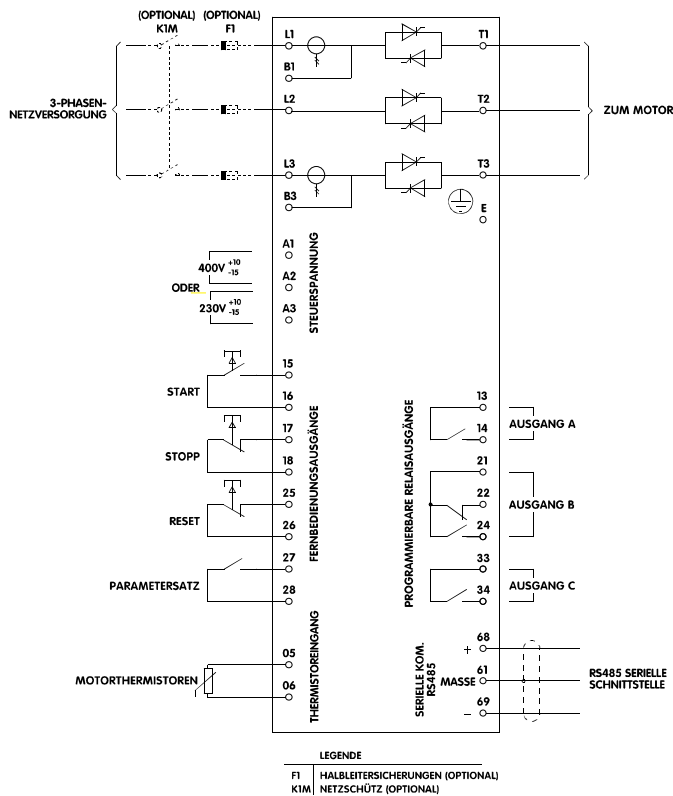 (OPTIONAL) (OPTIONAL)
K1M F1
L1
T1
B1
3-PHASEN-
NETZVERSORGUNG
L2
T2
ZUM MOTOR
L3
T3
B3
E
A1
400V +10 -15
A2
ODER
230V +10 -15
A3
STEUERSPANNUNG
15
START
16
17
STOPP
18
25
RESET
26
27
PARAMETERSATZ
28
FERNBEDIENUNGSAUSGÄNGE
PROGRAMMIERBARE RELAISAUSGÄNGE
13
AUSGANG A
14
21
22
AUSGANG B
24
33
AUSGANG C
34
05
MOTORTHERMISTOREN
06
THERMISTOREINGANG
SERIELLE KOM.
RS485
68
+
61
MASSE
69
–
RS485 SERIELLE
SCHNITTSTELLE
LEGENDE
F1 HALBLEITERSICHERUNGEN (OPTIONAL)
K1M NETZSCHÜTZ (OPTIONAL)